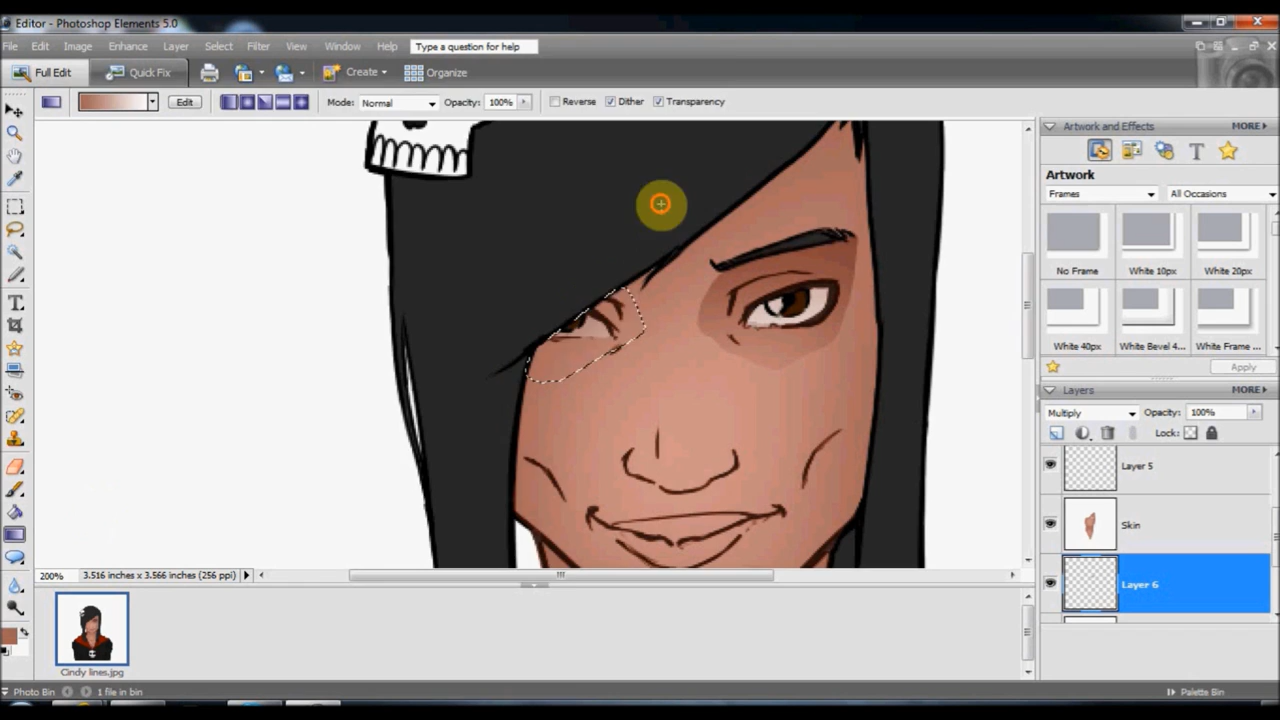 Editor - Photoshop Elements 5.0
File Edit Image Enhance Layer Select Filter View Window Help Type a question for help
Full Edit Quick Fix Create Organize
Edit Mode: Normal Opacity: 100% Reverse Dither Transparency
Artwork and Effects MORE
Artwork
Frames All Occasions
No Frame White 10px White 20px
White 40px White Bevel 4... White Frame ...
Apply
Layers MORE
Multiply Opacity: 100%
Lock:
Layer 5
Skin
Layer 6
200% 3.516 inches x 3.566 inches (256 ppi)
Cindy lines.jpg
Photo Bin 1 file in bin Palette Bin